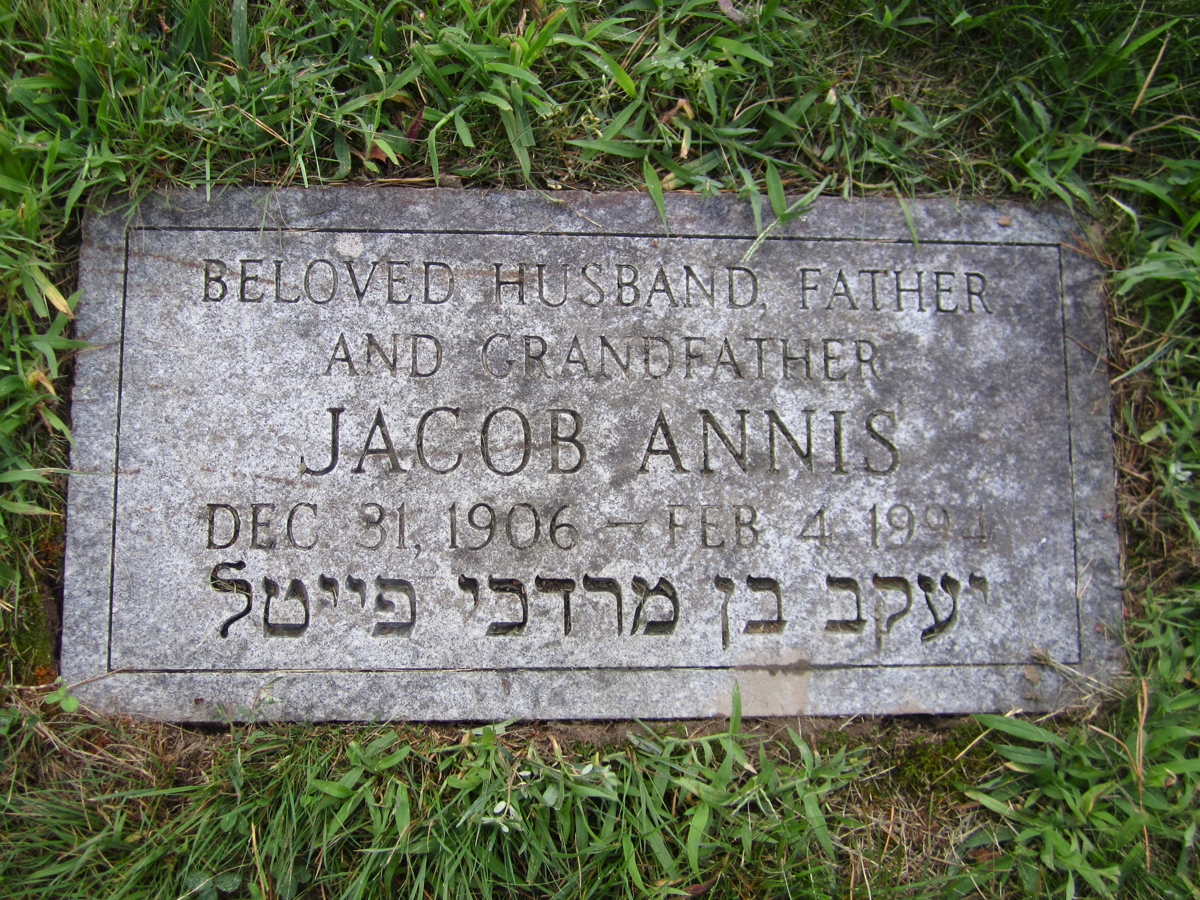 BELOVED HUSBAND, FATHER
AND GRANDFATHER
JACOB ANNIS
DEC. 31, 1906 – FEB. 4, 1994
יעקב בן מרדכי פייטל